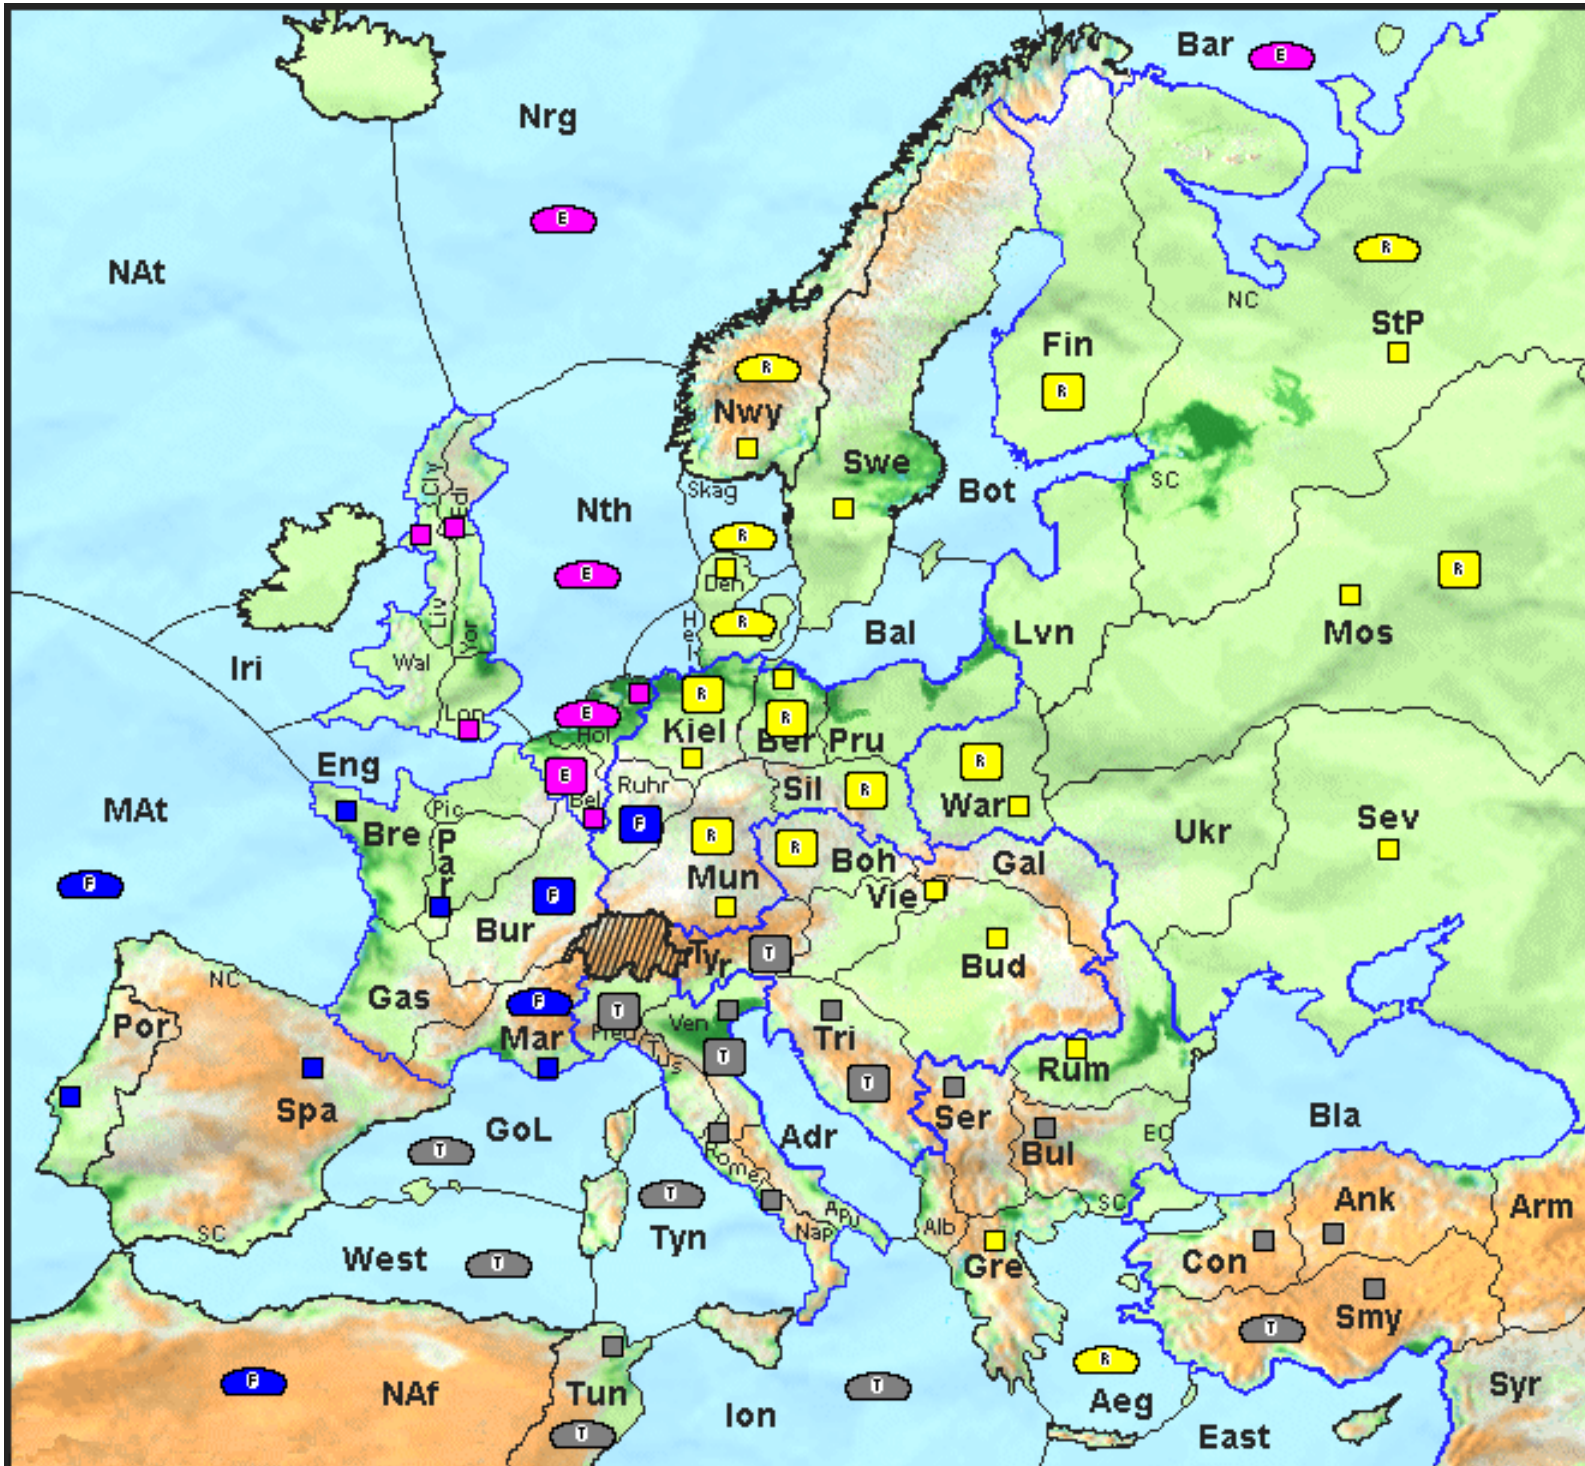 Bar
E
Nrg
E
R
NAt
NC
StP
Fin
R
R
Nwy
Cly
Edi
Swe
Skag
Bot
SC
Nth
R
R
E
Den
Hel
R
Liv
Yor
Bal
Lvn
Mos
Wal
Iri
R
Lon
E
Hol
Kiel
R
Ber
Pru
Eng
E
R
Ruhr
Bel
Sil
R
War
MAt
Pic
Bre
Par
F
R
R
Boh
Gal
Ukr
Sev
F
Mun
Vie
F
Bur
Tyr
T
Bud
NC
Gas
F
T
Pied
Ven
Por
Mar
Tus
T
Tri
Rum
T
Spa
GoL
Adr
Ser
Bla
T
Rome
Bul
EC
T
Apu
Ank
Arm
SC
West
Tyn
Nap
Alb
SC
Con
T
Gre
Smy
T
R
F
NAf
Tun
T
Ion
Aeg
Syr
T
East